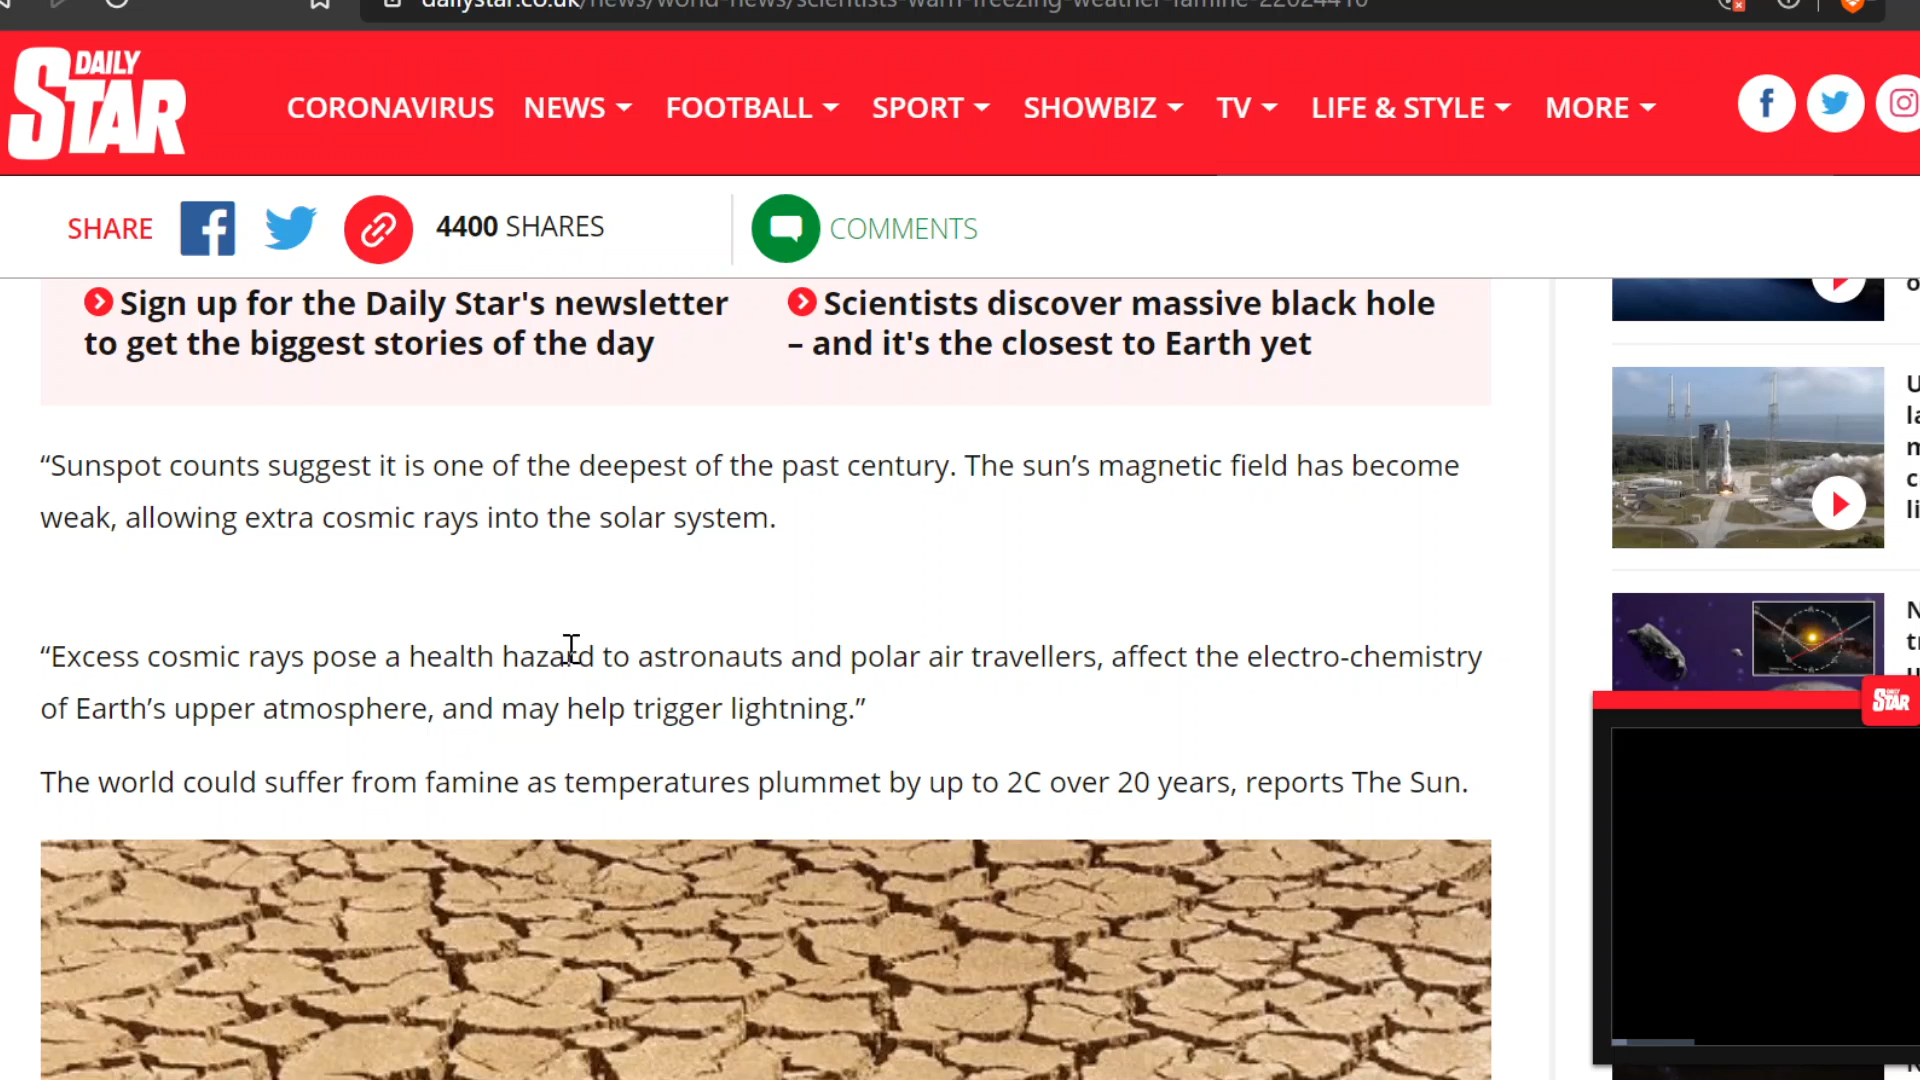 DAILY
STAR
CORONAVIRUS NEWS FOOTBALL SPORT SHOWBIZ TV LIFE & STYLE MORE
SHARE 4400 SHARES COMMENTS
Sign up for the Daily Star's newsletter
to get the biggest stories of the day
Scientists discover massive black hole
– and it's the closest to Earth yet
“Sunspot counts suggest it is one of the deepest of the past century. The sun’s magnetic field has become
weak, allowing extra cosmic rays into the solar system.
“Excess cosmic rays pose a health hazard to astronauts and polar air travellers, affect the electro-chemistry
of Earth’s upper atmosphere, and may help trigger lightning.”
The world could suffer from famine as temperatures plummet by up to 2C over 20 years, reports The Sun.
DAILY
STAR